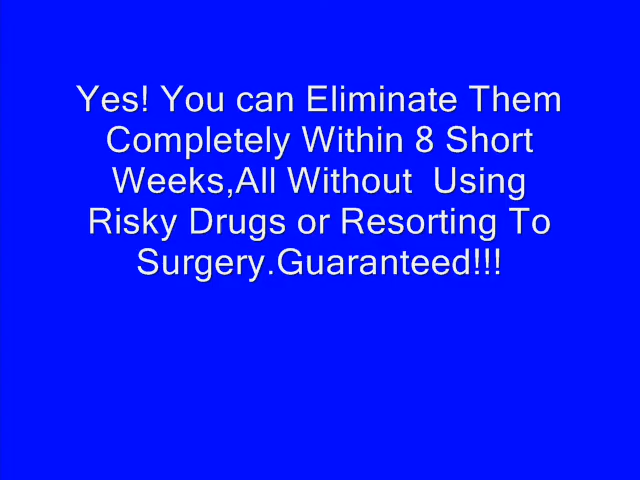 Yes! You can Eliminate Them
Completely Within 8 Short
Weeks,All Without  Using
Risky Drugs or Resorting To
Surgery.Guaranteed!!!